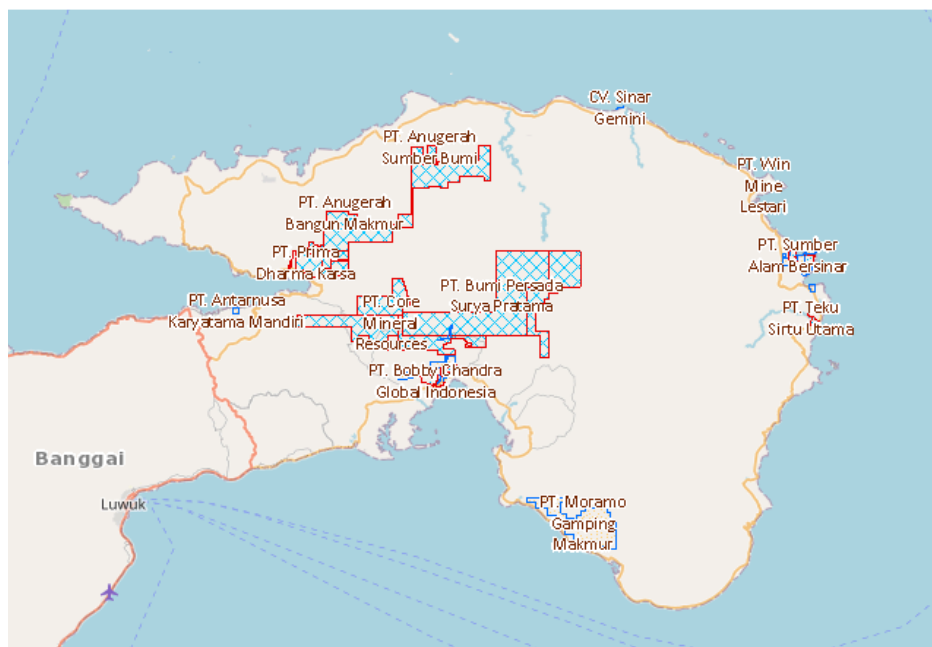 CV. Sinar
Gemini
PT. Anugerah
Sumber Bumi
PT. Win
Mine
Lestari
PT. Anugerah
Bangun Makmur
PT. Prima
Dharma Karsa
PT. Sumber
Alam Bersinar
PT. Bumi Persada
Surya Pratama
PT. Antarnusa
Karyatama Mandiri
PT. Core
Mineral
Resources
PT. Teku
Sirtu Utama
PT. Bobby Chandra
Global Indonesia
Banggai
Luwuk
PT. Moramo
Gamping
Makmur